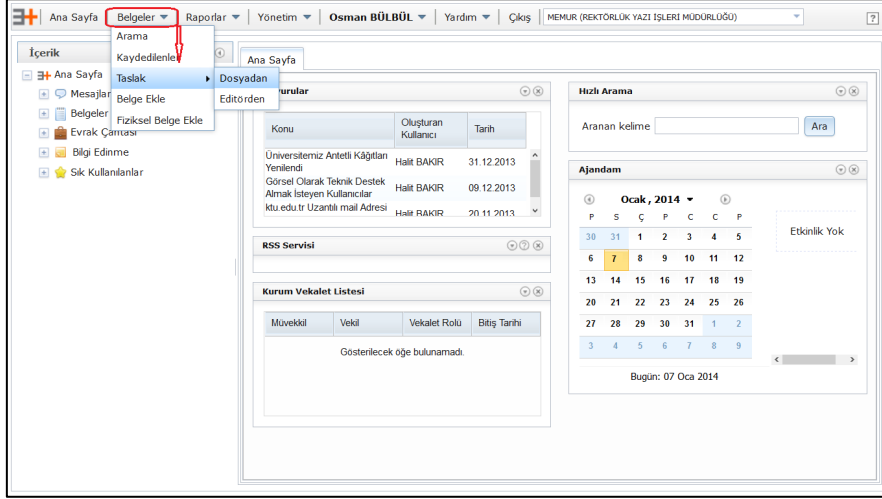 Ana Sayfa Belgeler Raporlar Yönetim Osman BÜLBÜL Yardım Çıkış MEMUR (REKTÖRLÜK YAZI İŞLERİ MÜDÜRLÜĞÜ) ?
Arama
Kaydedilenler
Taslak
Belge Ekle
Fiziksel Belge Ekle
Dosyadan
Editörden
İçerik
Ana Sayfa
Mesajlar
Belgeler
Evrak Çantası
Bilgi Edinme
Sık Kullanılanlar
Ana Sayfa
Konu Oluşturan Kullanıcı Tarih
Üniversitemiz Antetli Kâğıtları
Yenilendi Halit BAKIR 31.12.2013
Görsel Olarak Teknik Destek
Almak İsteyen Kullanıcılar Halit BAKIR 09.12.2013
ktu.edu.tr Uzantılı mail Adresi
Halit BAKIR 20.11.2013
RSS Servisi
Kurum Vekalet Listesi
Müvekkil Vekil Vekalet Rolü Bitiş Tarihi
Gösterilecek öğe bulunamadı.
Hızlı Arama
Aranan kelime Ara
Ajandam
Ocak , 2014
P S Ç P C C P
30 31 1 2 3 4 5
6 7 8 9 10 11 12
13 14 15 16 17 18 19
20 21 22 23 24 25 26
27 28 29 30 31 1 2
3 4 5 6 7 8 9
Bugün: 07 Oca 2014
Etkinlik Yok